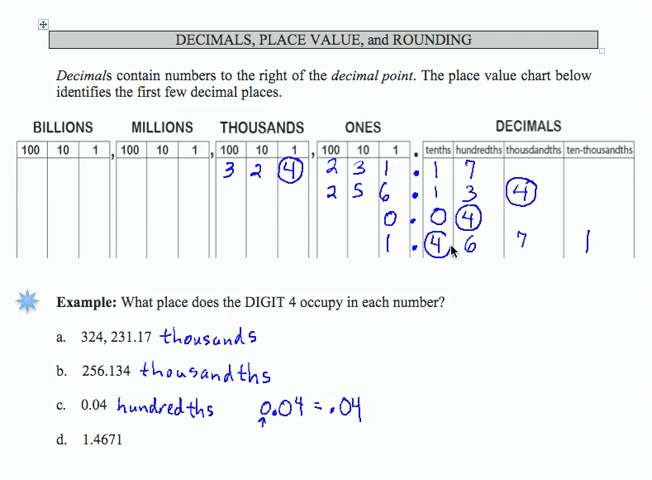 DECIMALS, PLACE VALUE, and ROUNDING
Decimals contain numbers to the right of the decimal point. The place value chart below
identifies the first few decimal places.
BILLIONS MILLIONS THOUSANDS ONES DECIMALS
100 10 1 , 100 10 1 , 100 10 1 , 100 10 1 . tenths hundredths thousdandths ten-thousandths
3 2 4 2 3 1 . 1 7
2 5 6 . 1 3 4
0 . 0 4
1 . 4 6 7 1
Example: What place does the DIGIT 4 occupy in each number?
a. 324, 231.17 thousands
b. 256.134 thousandths
c. 0.04 hundredths 0.04 = .04
d. 1.4671